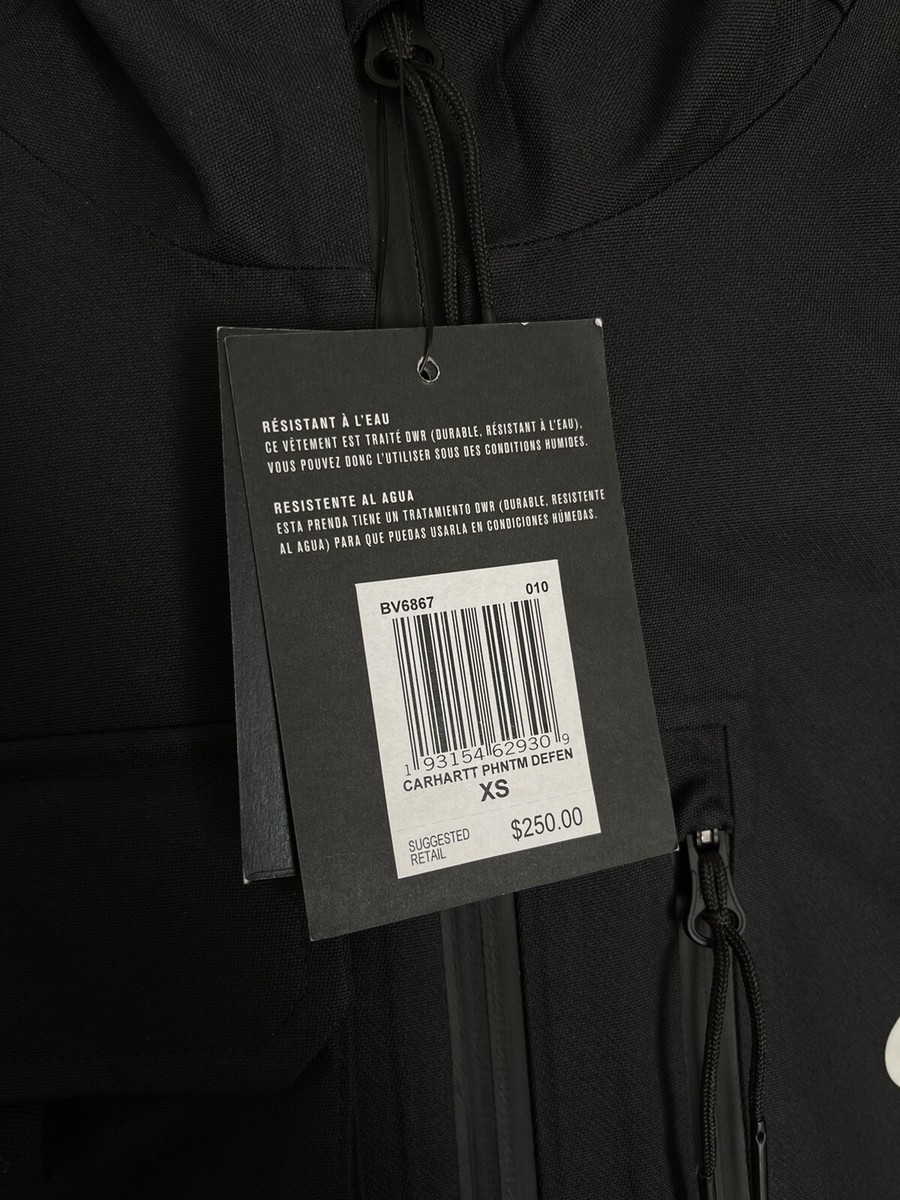 RÉSISTANT À L'EAU
CE VÊTEMENT EST TRAITÉ DWR (DURABLE, RÉSISTANT À L'EAU),
VOUS POUVEZ DONC L'UTILISER SOUS DES CONDITIONS HUMIDES.
RESISTENTE AL AGUA
ESTA PRENDA TIENE UN TRATAMIENTO DWR (DURABLE, RESISTENTE
AL AGUA) PARA QUE PUEDAS USARLA EN CONDICIONES HÚMEDAS.
BV6867 010
1 93154 62930 9
CARHARTT PHNTM DEFEN
XS
SUGGESTED
RETAIL $250.00